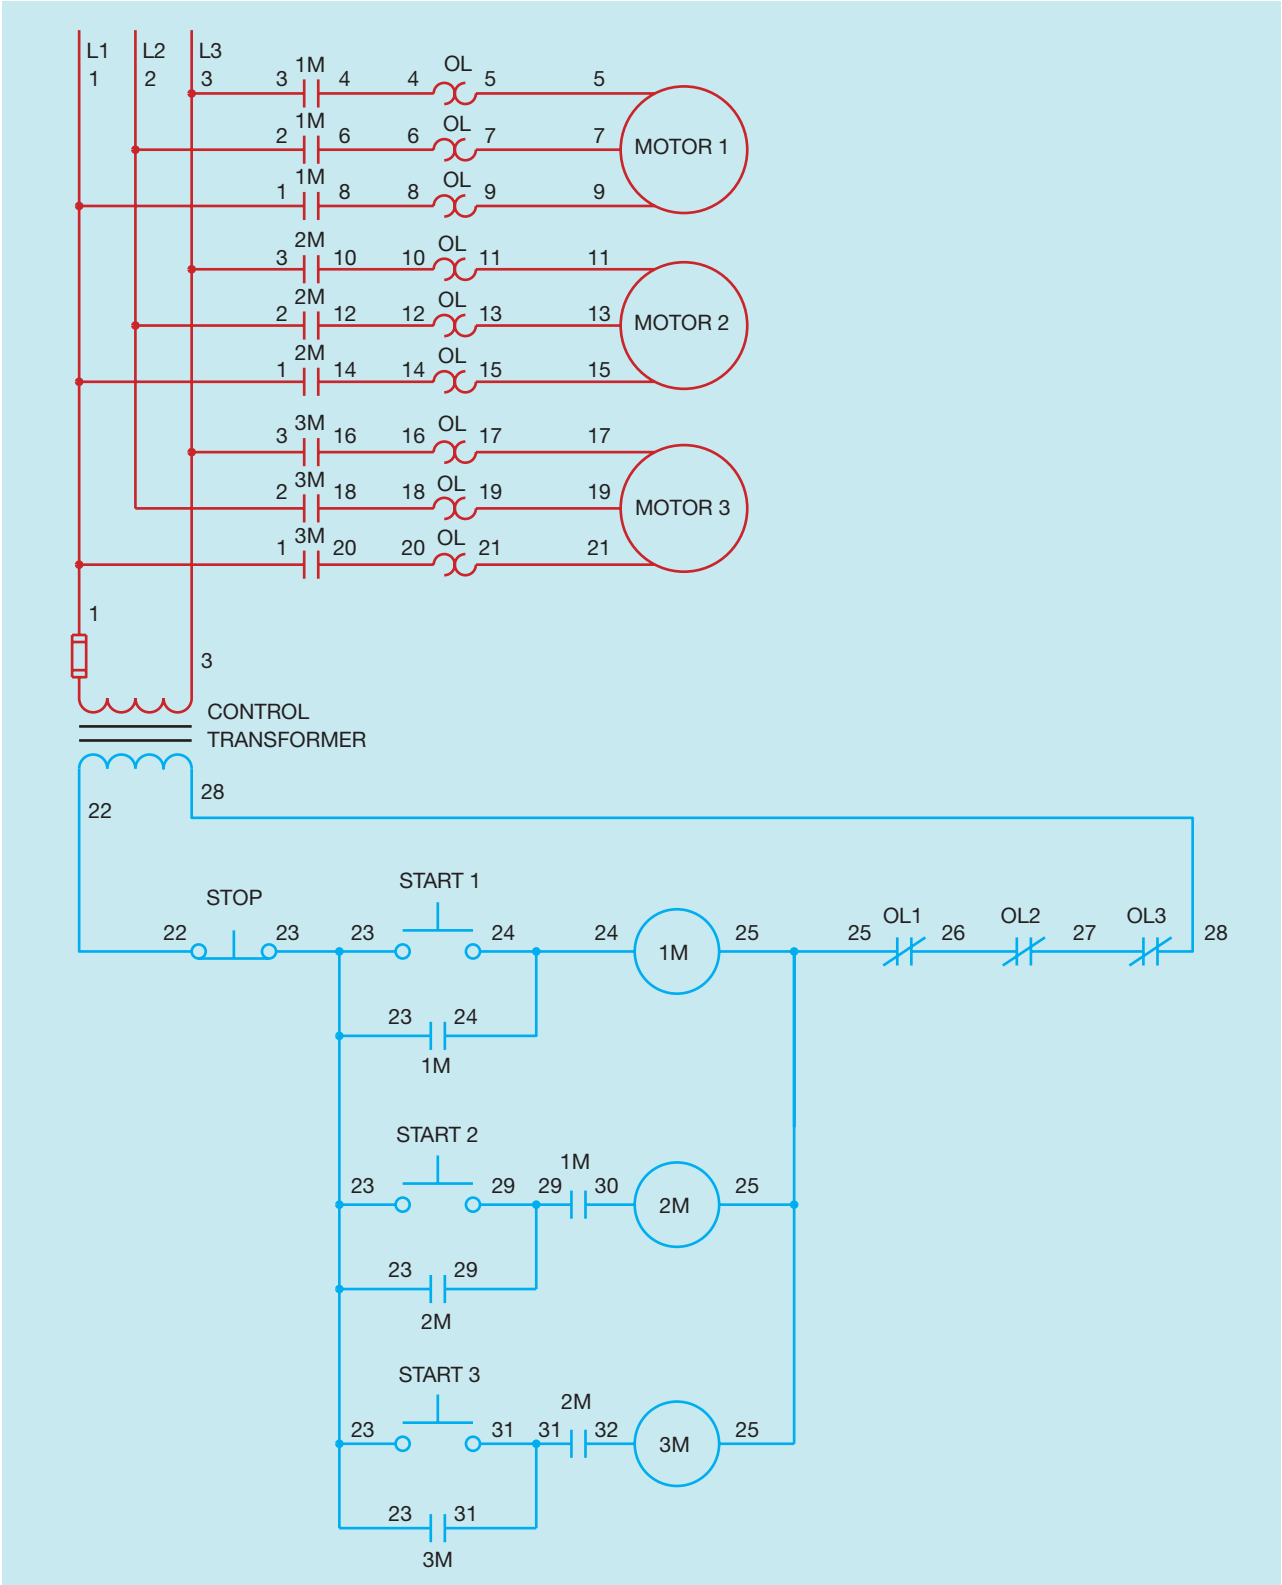 L1 L2 L3
1 2 3
3 1M 4 4 OL 5 5
2 1M 6 6 OL 7 7
MOTOR 1
1 1M 8 8 OL 9 9
3 2M 10 10 OL 11 11
2 2M 12 12 OL 13 13
MOTOR 2
1 2M 14 14 OL 15 15
3 3M 16 16 OL 17 17
2 3M 18 18 OL 19 19
MOTOR 3
1 3M 20 20 OL 21 21
1
3
CONTROL
TRANSFORMER
22
28
START 1
STOP
22 23 23 24 24 1M 25 25 OL1 26 OL2 27 OL3 28
23 24
1M
START 2
23 29 29 1M 30 2M 25
23 29
2M
START 3
23 31 31 2M 32 3M 25
23 31
3M